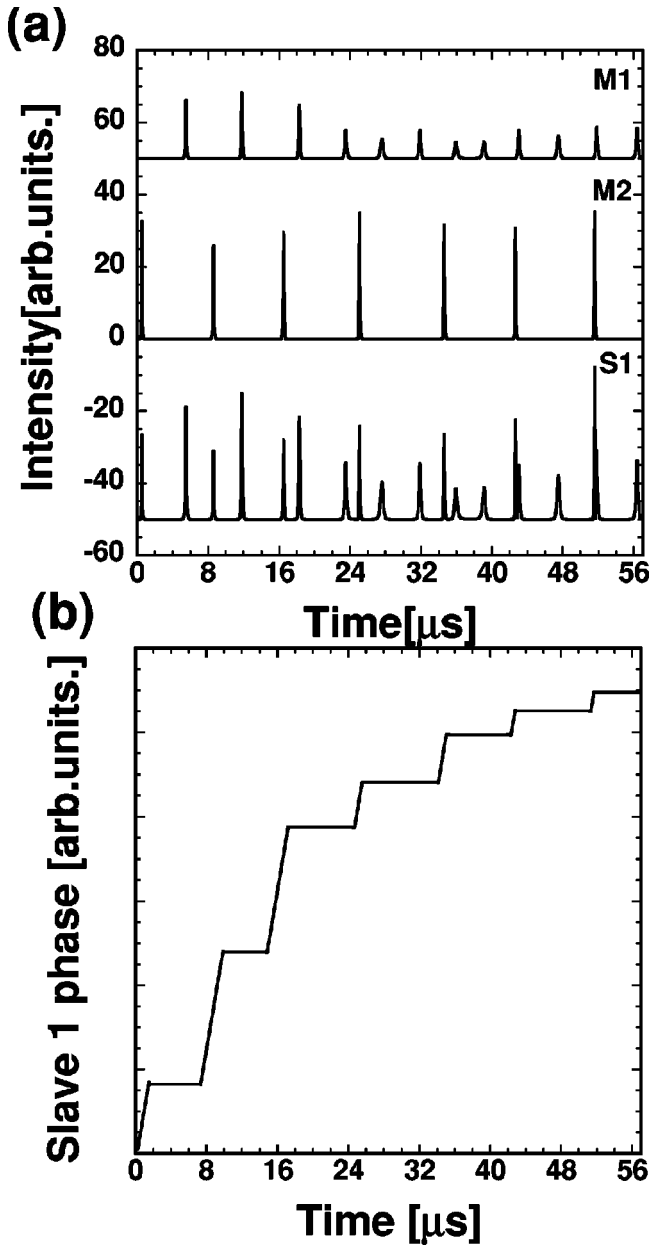 (a)
Intensity[arb.units.]
80
60
40
20
0
-20
-40
-60
M1
M2
S1
0 8 16 24 32 40 48 56
Time[μs]
(b)
Slave 1 phase [arb.units.]
0 8 16 24 32 40 48 56
Time [μs]